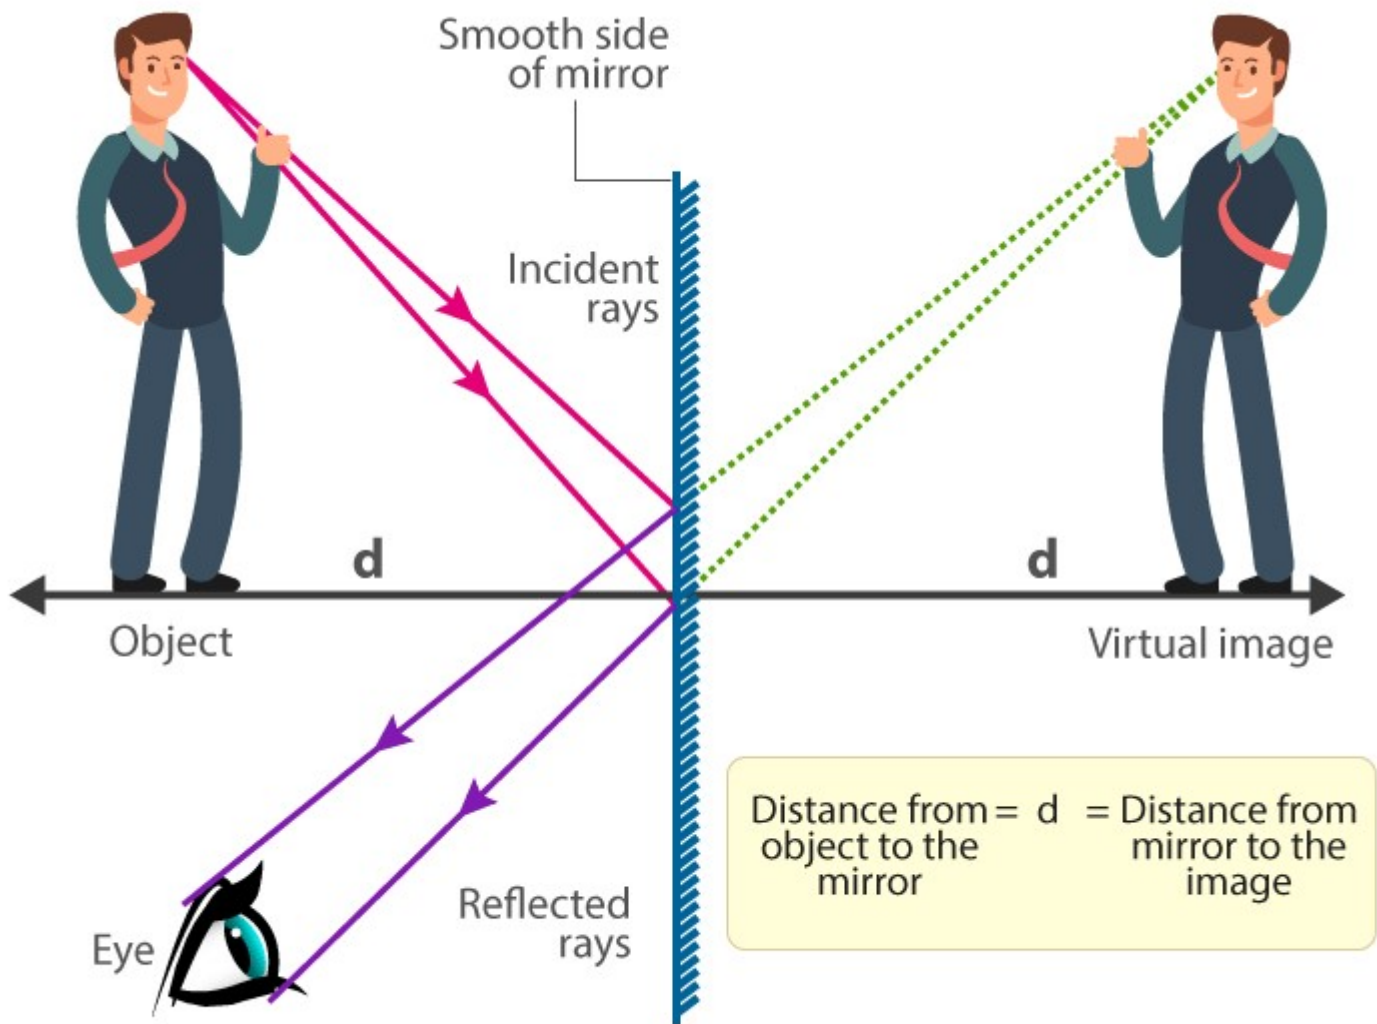 Smooth side
of mirror
Incident
rays
d
d
Object
Virtual image
Distance from = d = Distance from
object to the mirror to the
mirror image
Reflected
rays
Eye